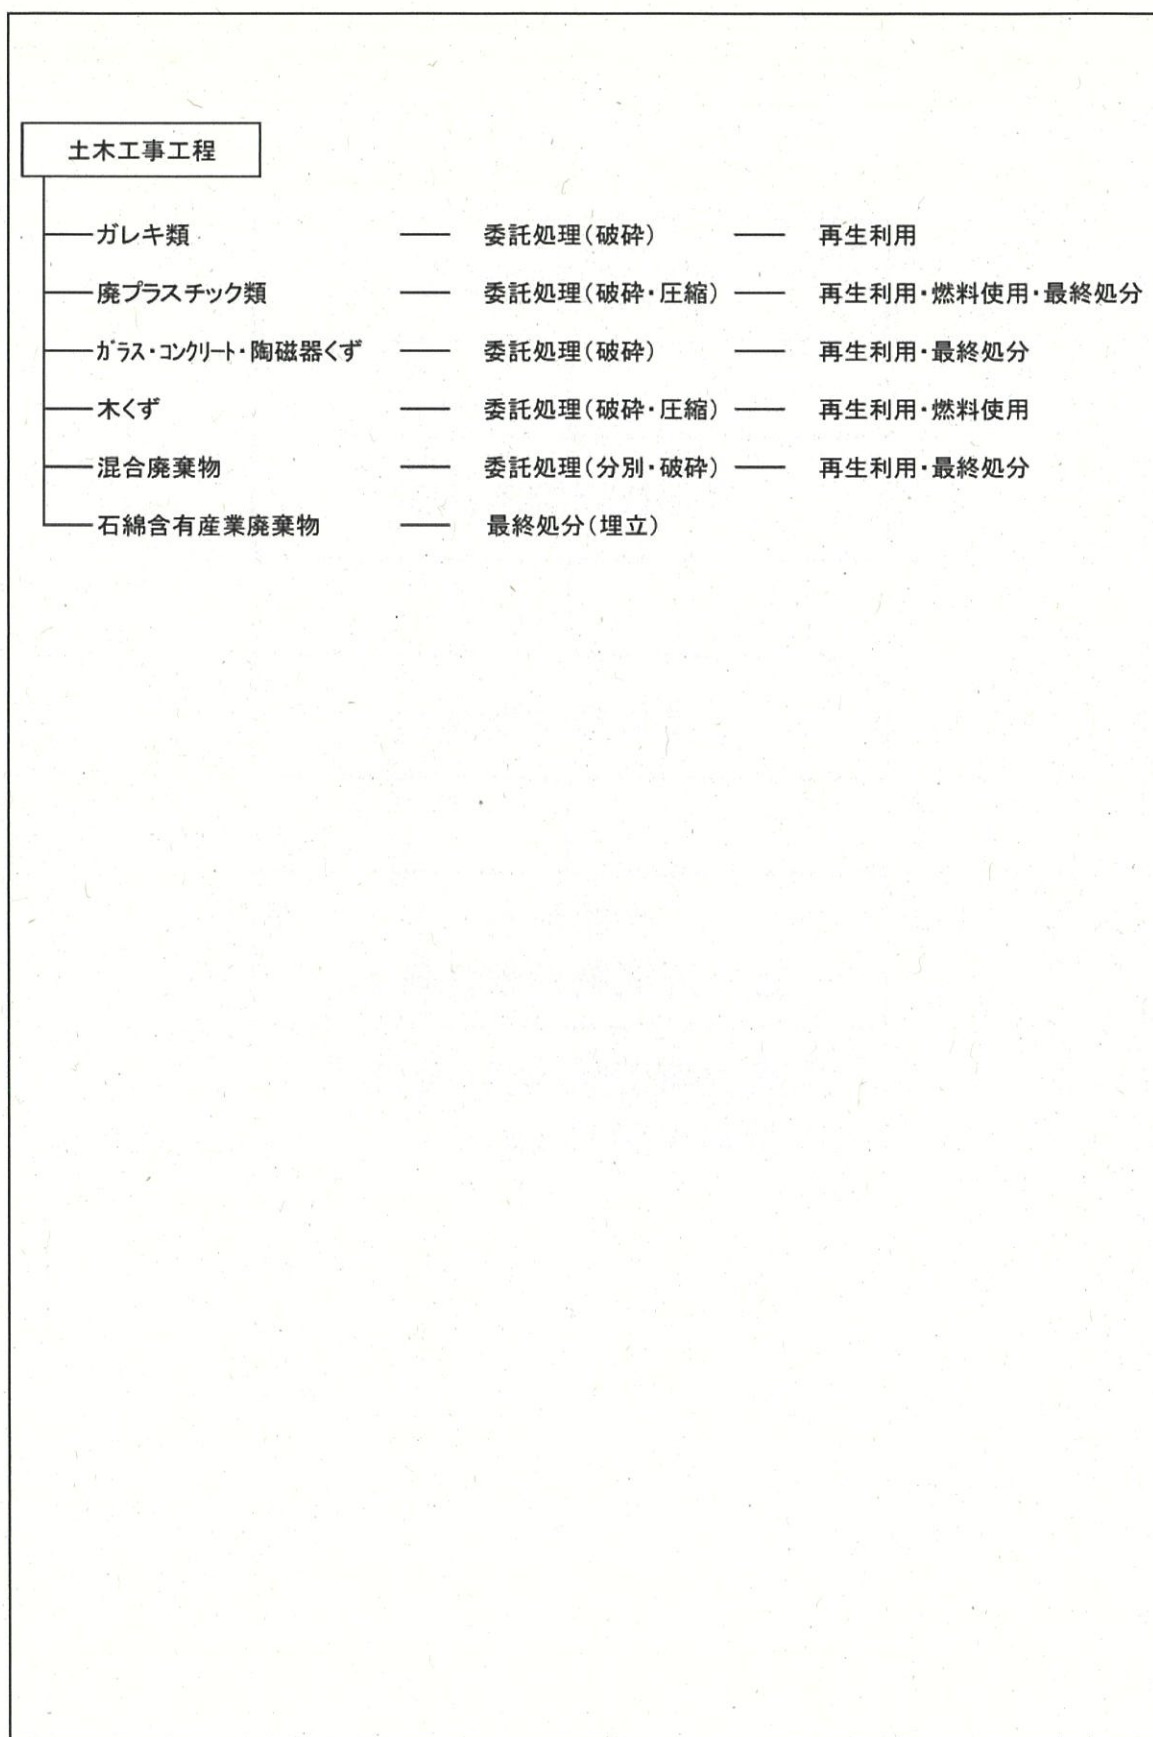 土木工事工程
ガレキ類 委託処理(破砕) 再生利用
廃プラスチック類 委託処理(破砕・圧縮) 再生利用・燃料使用・最終処分
ガラス・コンクリート・陶磁器くず 委託処理(破砕) 再生利用・最終処分
木くず 委託処理(破砕・圧縮) 再生利用・燃料使用
混合廃棄物 委託処理(分別・破砕) 再生利用・最終処分
石綿含有産業廃棄物 最終処分(埋立)